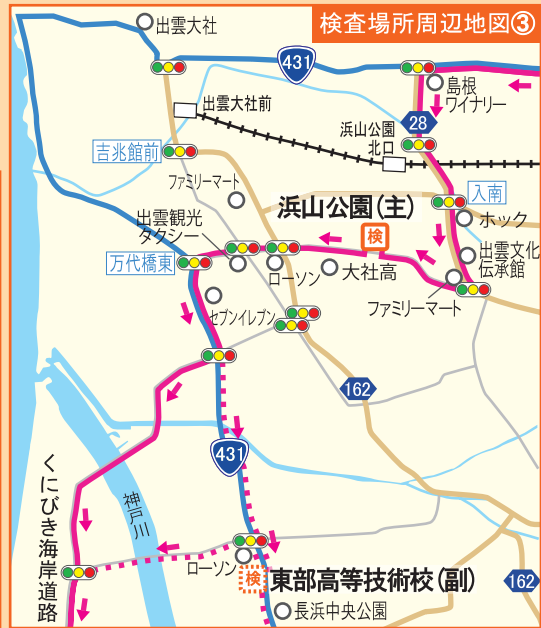 検査場所周辺地図③
出雲大社
431
島根
ワイナリー
出雲大社前
28
浜山公園
北口
吉兆館前
ファミリーマート
入南
浜山公園(主)
ホック
出雲観光
タクシー
検
出雲文化
伝承館
万代橋東
ローソン
大社高
ファミリーマート
セブンイレブン
162
431
くにびき海岸道路
神戸川
ローソン
検
東部高等技術校(副)
162
長浜中央公園